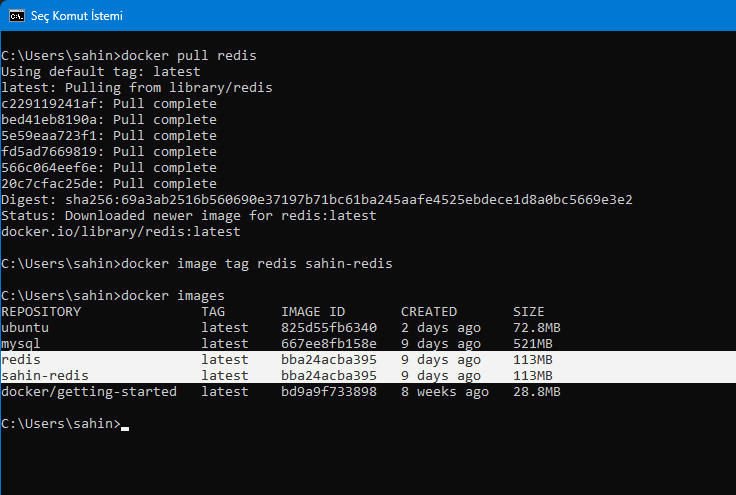 Seç Komut İstemi
C:\Users\sahin>docker pull redis
Using default tag: latest
latest: Pulling from library/redis
c229119241af: Pull complete
bed41eb8190a: Pull complete
5e59eaa723f1: Pull complete
fd5ad7669819: Pull complete
566c064eef6e: Pull complete
20c7cfac25de: Pull complete
Digest: sha256:69a3ab2516b560690e37197b71bc61ba245aafe4525ebdece1d8a0bc5669e3e2
Status: Downloaded newer image for redis:latest
docker.io/library/redis:latest
C:\Users\sahin>docker image tag redis sahin-redis
C:\Users\sahin>docker images
REPOSITORY TAG IMAGE ID CREATED SIZE
ubuntu latest 825d55fb6340 2 days ago 72.8MB
mysql latest 667ee8fb158e 9 days ago 521MB
redis latest bba24acba395 9 days ago 113MB
sahin-redis latest bba24acba395 9 days ago 113MB
docker/getting-started latest bd9a9f733898 8 weeks ago 28.8MB
C:\Users\sahin>